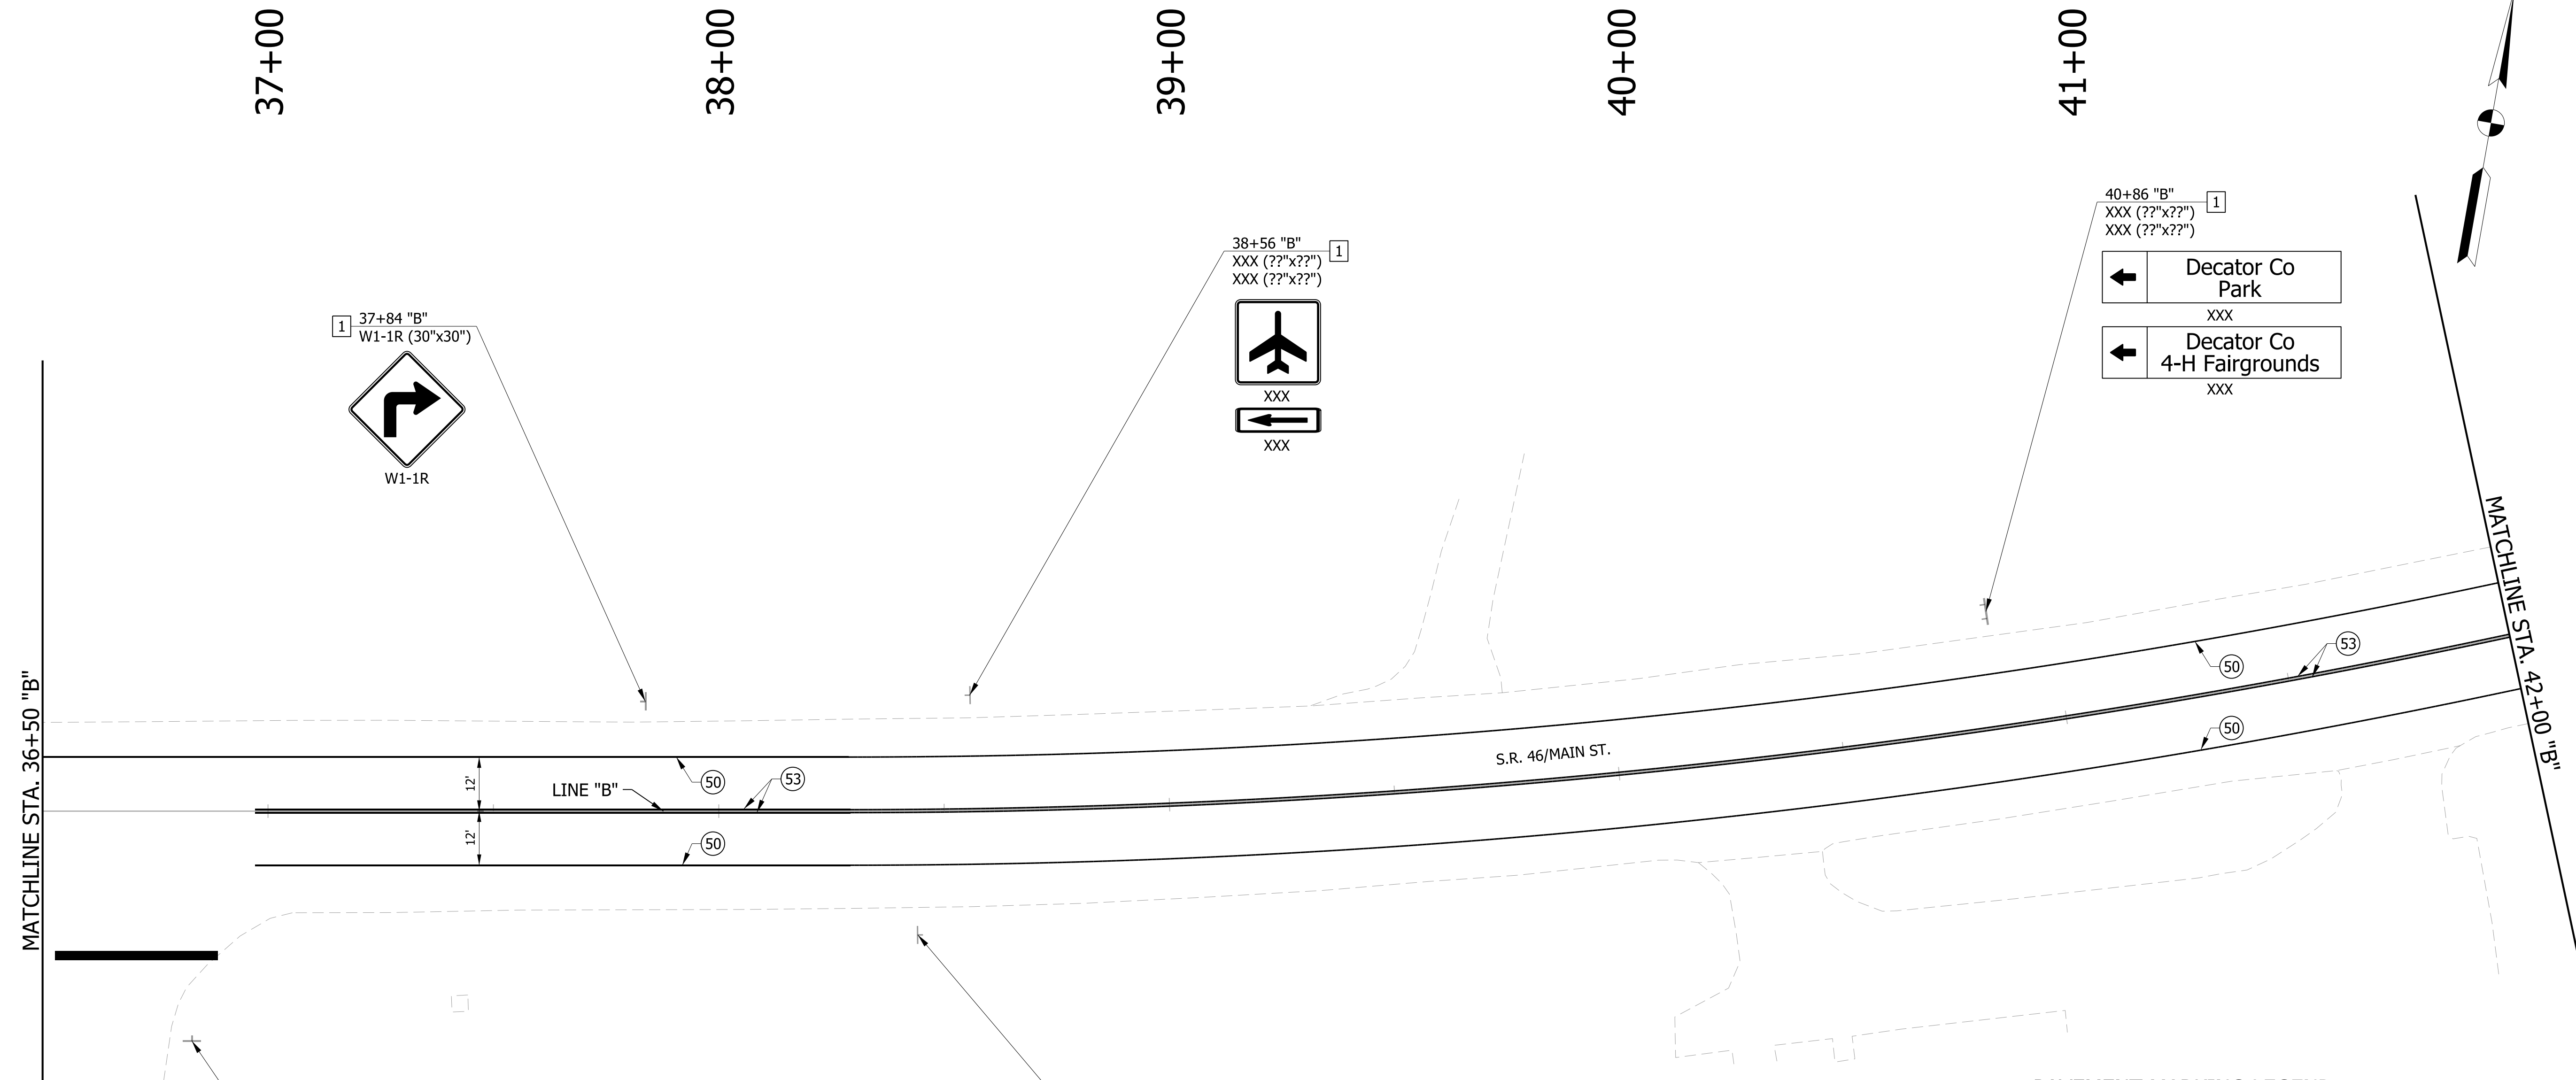 37+00
38+00
39+00
40+00
41+00
40+86 "B"
XXX (??"x??")
XXX (??"x??")
1
Decator Co
Park
XXX
Decator Co
4-H Fairgrounds
XXX
38+56 "B"
XXX (??"x??")
XXX (??"x??")
1
XXX
XXX
1
37+84 "B"
W1-1R (30"x30")
W1-1R
MATCHLINE STA. 36+50 "B"
MATCHLINE STA. 42+00 "B"
53
50
50
S.R. 46/MAIN ST.
12'
LINE "B"
50
53
12'
50